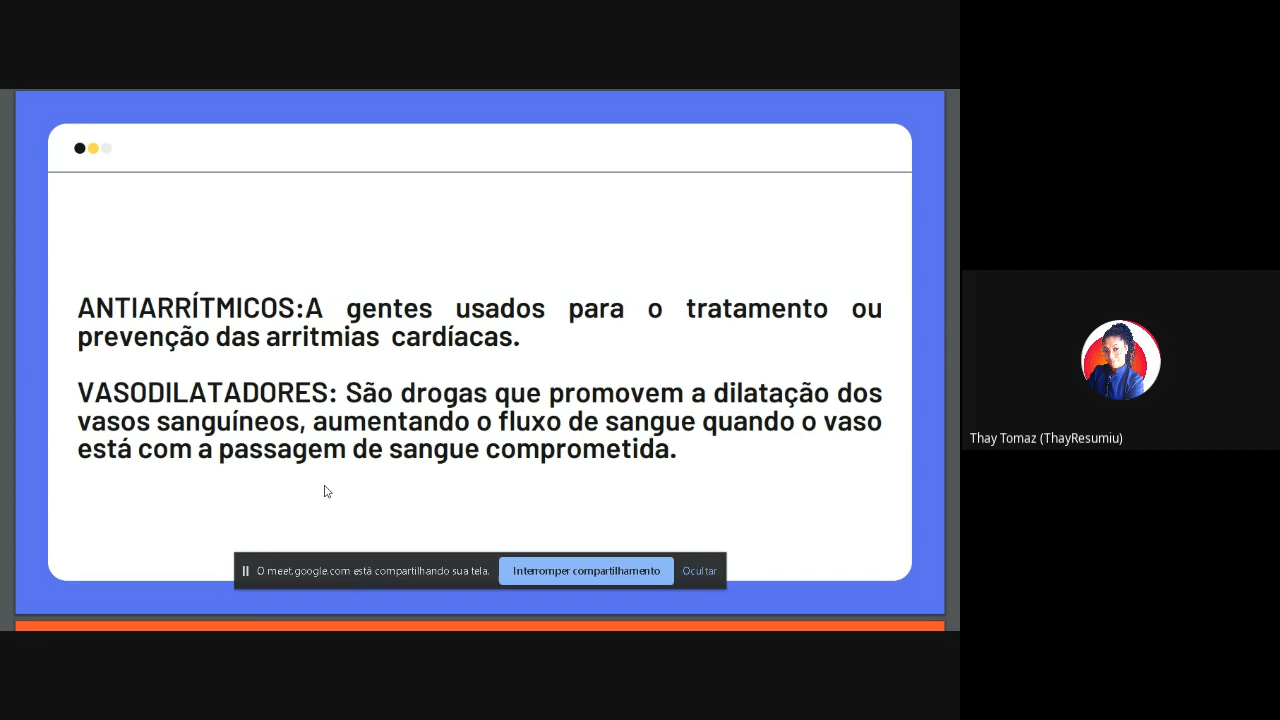 ANTIARRÍTMICOS:A gentes usados para o tratamento ou
prevenção das arritmias cardíacas.
VASODILATADORES: São drogas que promovem a dilatação dos
vasos sanguíneos, aumentando o fluxo de sangue quando o vaso
está com a passagem de sangue comprometida.
O meet.google.com está compartilhando sua tela. Interromper compartilhamento Ocultar
Thay Tomaz (ThayResumiu)